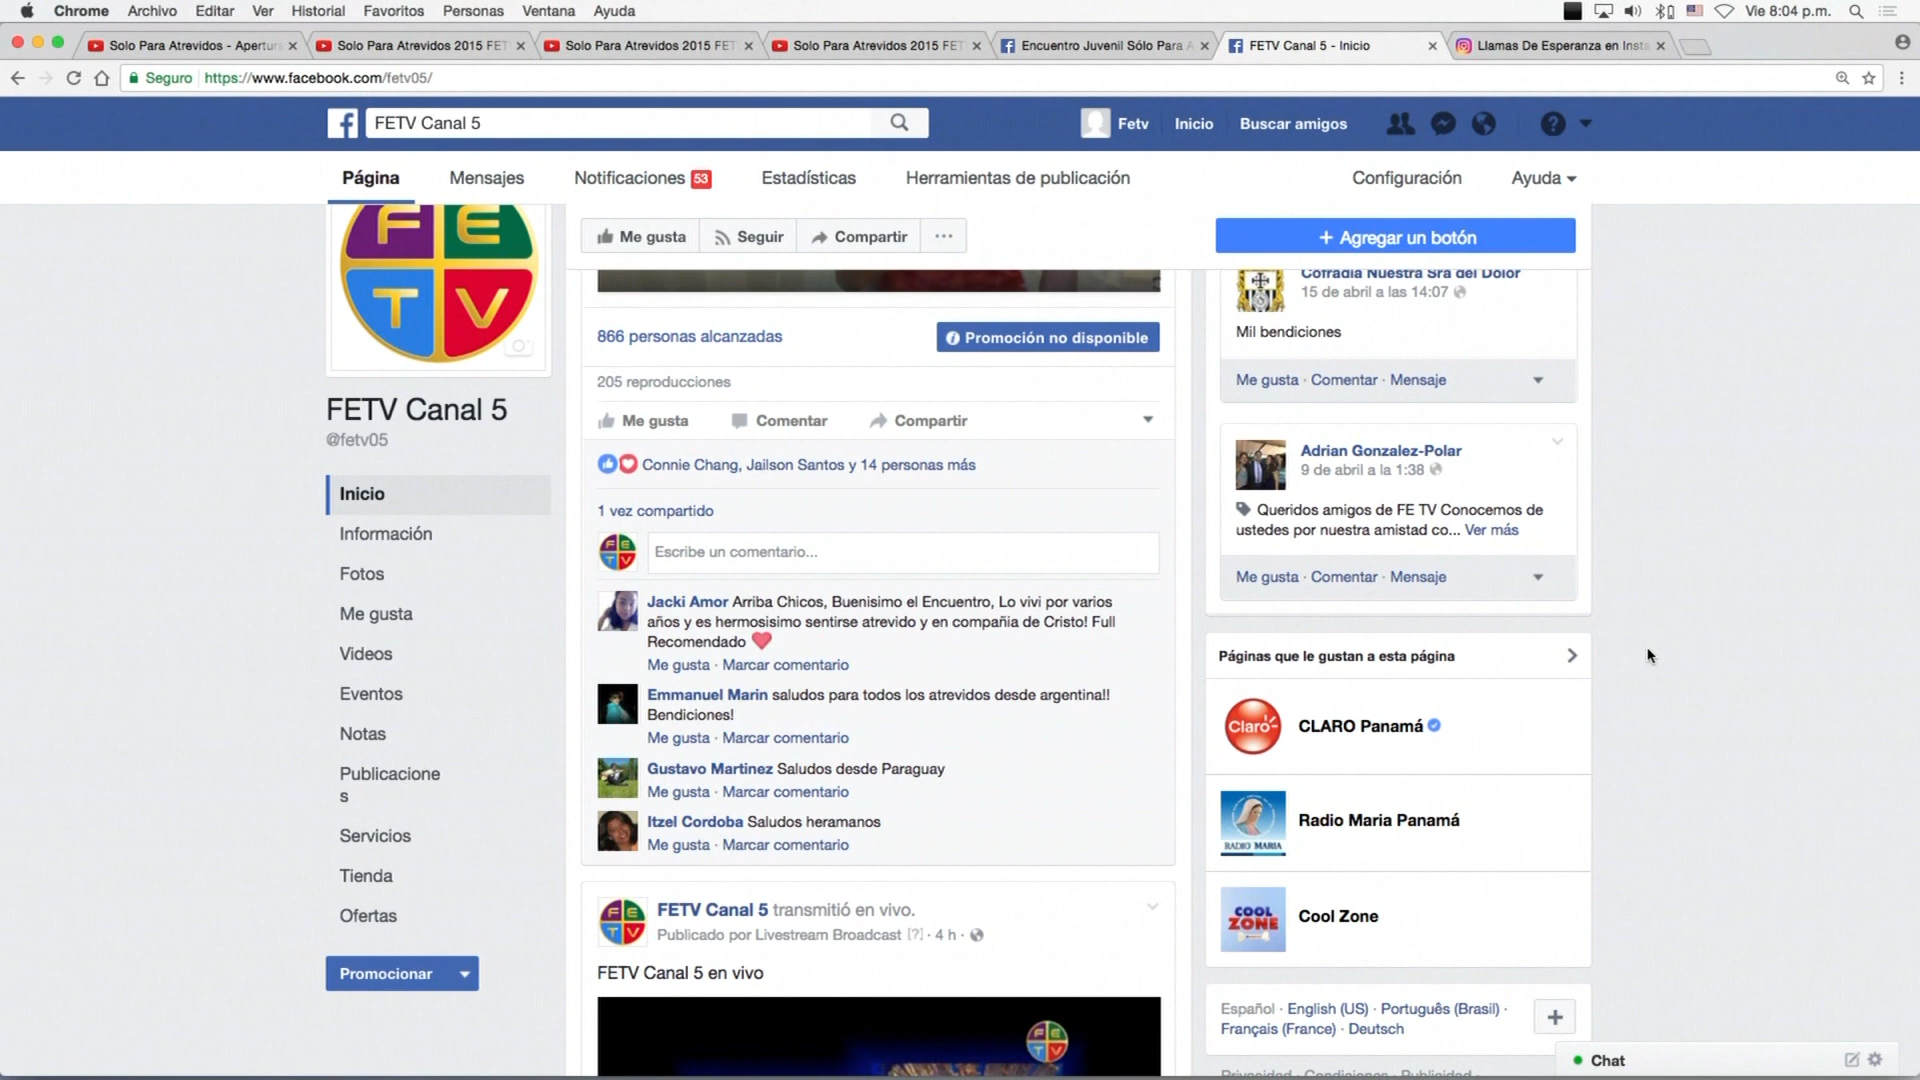 Chrome Archivo Editar Ver Historial Favoritos Personas Ventana Ayuda Vie 8:04 p.m.
Solo Para Atrevidos - Apertura Solo Para Atrevidos 2015 FET Solo Para Atrevidos 2015 FET Solo Para Atrevidos 2015 FET Encuentro Juvenil Sólo Para A FETV Canal 5 - Inicio Llamas De Esperanza en Insta
Seguro https://www.facebook.com/fetv05/
FETV Canal 5 Fetv Inicio Buscar amigos
Página Mensajes Notificaciones 53 Estadísticas Herramientas de publicación Configuración Ayuda
Me gusta Seguir Compartir ... + Agregar un botón
F E
T V
FETV Canal 5
@fetv05
Inicio
Información
Fotos
Me gusta
Videos
Eventos
Notas
Publicacione
s
Servicios
Tienda
Ofertas
Promocionar
866 personas alcanzadas Promoción no disponible
205 reproducciones
Me gusta Comentar Compartir
Connie Chang, Jailson Santos y 14 personas más
1 vez compartido
Escribe un comentario...
Jacki Amor Arriba Chicos, Buenisimo el Encuentro, Lo vivi por varios
años y es hermosisimo sentirse atrevido y en compañia de Cristo! Full
Recomendado
Me gusta · Marcar comentario
Emmanuel Marin saludos para todos los atrevidos desde argentina!!
Bendiciones!
Me gusta · Marcar comentario
Gustavo Martinez Saludos desde Paraguay
Me gusta · Marcar comentario
Itzel Cordoba Saludos heramanos
Me gusta · Marcar comentario
FETV Canal 5 transmitió en vivo.
Publicado por Livestream Broadcast [?] · 4 h ·
FETV Canal 5 en vivo
Cofradía Nuestra Sra del Dolor
15 de abril a las 14:07
Mil bendiciones
Me gusta · Comentar · Mensaje
Adrian Gonzalez-Polar
9 de abril a la 1:38
Queridos amigos de FE TV Conocemos de
ustedes por nuestra amistad co... Ver más
Me gusta · Comentar · Mensaje
Páginas que le gustan a esta página
Claro
CLARO Panamá
RADIO MARIA
Radio Maria Panamá
COOL
ZONE
Cool Zone
Español · English (US) · Português (Brasil) ·
Français (France) · Deutsch
Privacidad · Condiciones · Publicidad ·
Chat